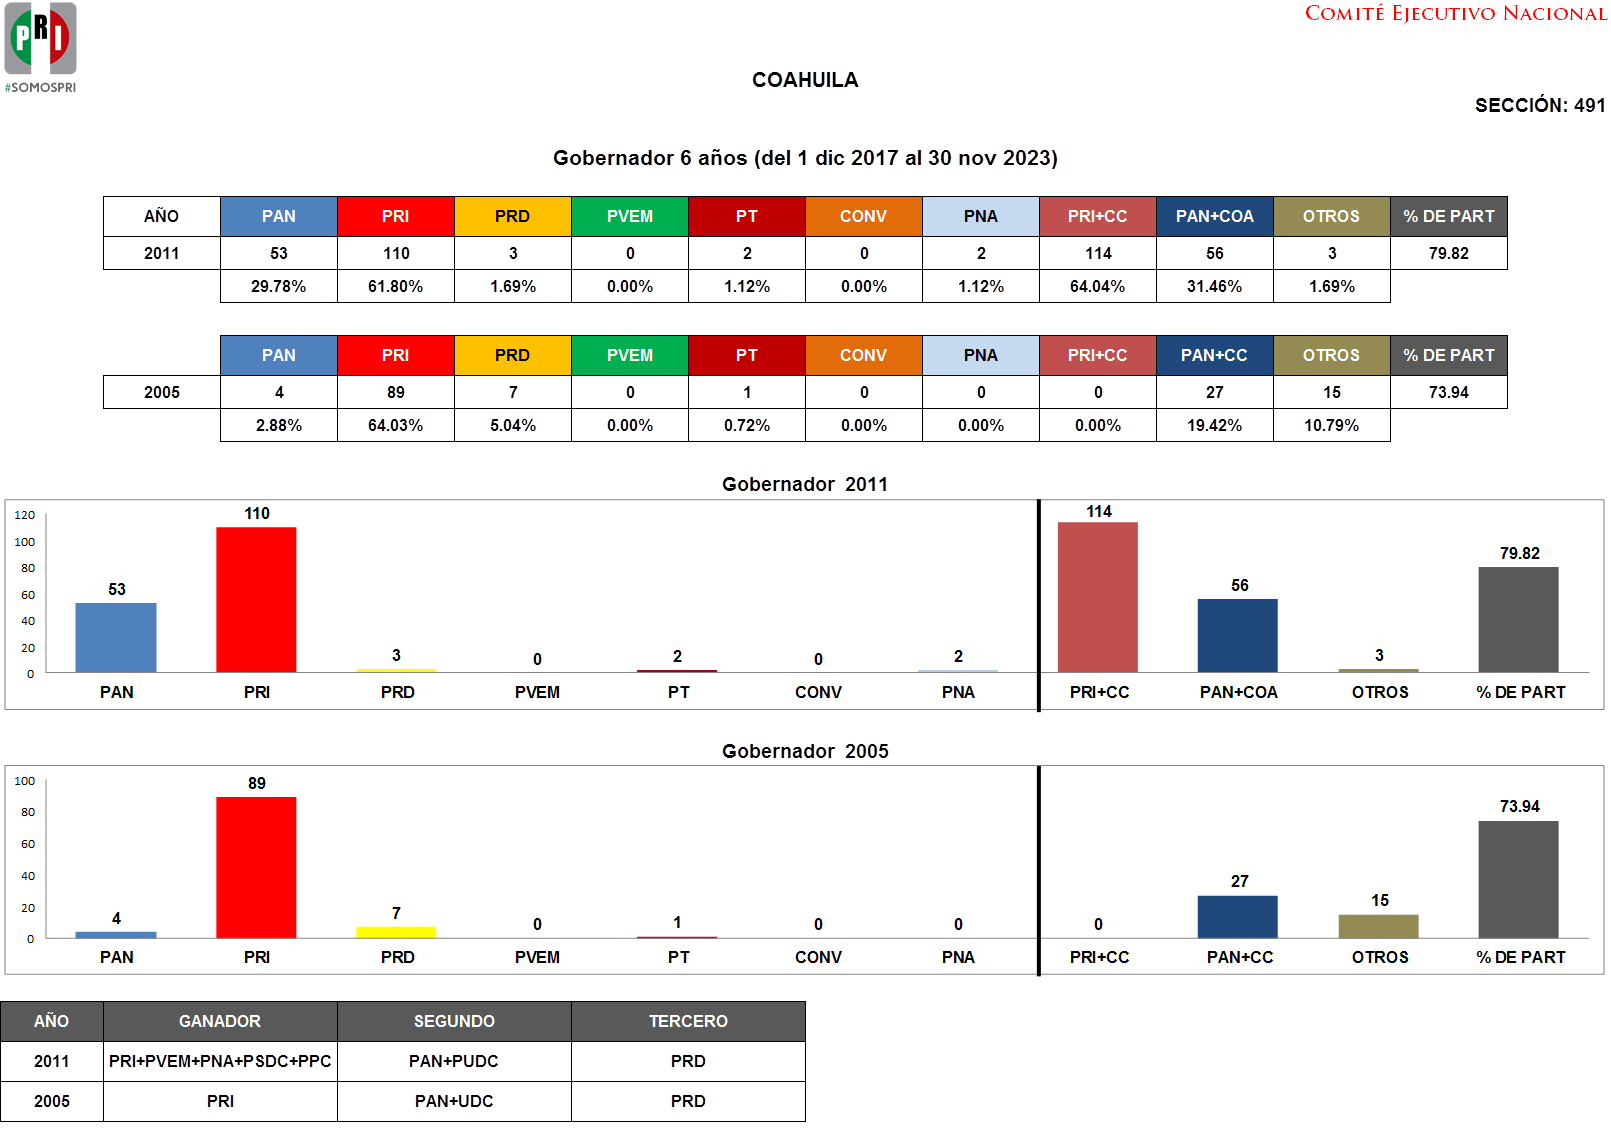 PRI
#SOMOSPRI
COMITÉ EJECUTIVO NACIONAL
COAHUILA
SECCIÓN: 491
Gobernador 6 años (del 1 dic 2017 al 30 nov 2023)
AÑO PAN PRI PRD PVEM PT CONV PNA PRI+CC PAN+COA OTROS % DE PART
2011 53 110 3 0 2 0 2 114 56 3 79.82
29.78% 61.80% 1.69% 0.00% 1.12% 0.00% 1.12% 64.04% 31.46% 1.69%
PAN PRI PRD PVEM PT CONV PNA PRI+CC PAN+CC OTROS % DE PART
2005 4 89 7 0 1 0 0 0 27 15 73.94
2.88% 64.03% 5.04% 0.00% 0.72% 0.00% 0.00% 0.00% 19.42% 10.79%
Gobernador 2011
120
100
80
60
40
20
0
53 110 3 0 2 0 2 114 56 3 79.82
PAN PRI PRD PVEM PT CONV PNA PRI+CC PAN+COA OTROS % DE PART
Gobernador 2005
100
80
60
40
20
0
4 89 7 0 1 0 0 0 27 15 73.94
PAN PRI PRD PVEM PT CONV PNA PRI+CC PAN+CC OTROS % DE PART
AÑO GANADOR SEGUNDO TERCERO
2011 PRI+PVEM+PNA+PSDC+PPC PAN+PUDC PRD
2005 PRI PAN+UDC PRD